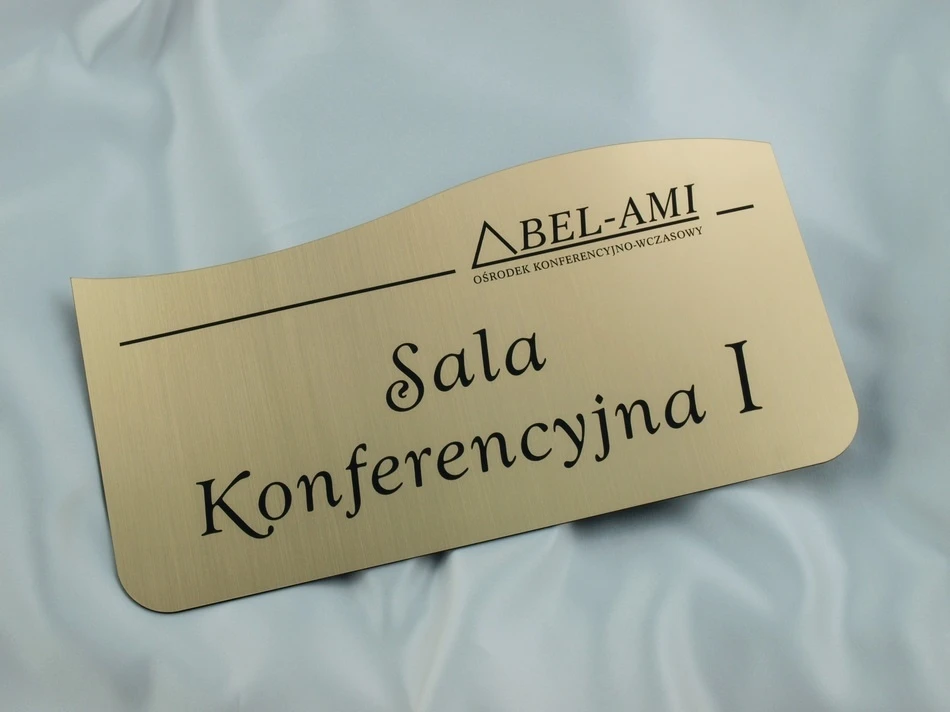 ABEL-AMI
OŚRODEK KONFERENCYJNO-WCZASOWY
Sala
Konferencyjna I